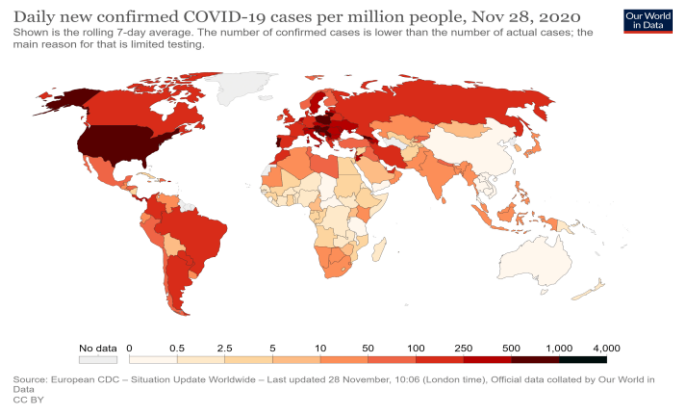 Daily new confirmed COVID-19 cases per million people, Nov 28, 2020
Our World
in Data
Shown is the rolling 7-day average. The number of confirmed cases is lower than the number of actual cases; the
main reason for that is limited testing.
No data 0 0.5 2.5 5 10 50 100 250 500 1,000 4,000
Source: European CDC – Situation Update Worldwide – Last updated 28 November, 10:06 (London time), Official data collated by Our World in
Data
CC BY